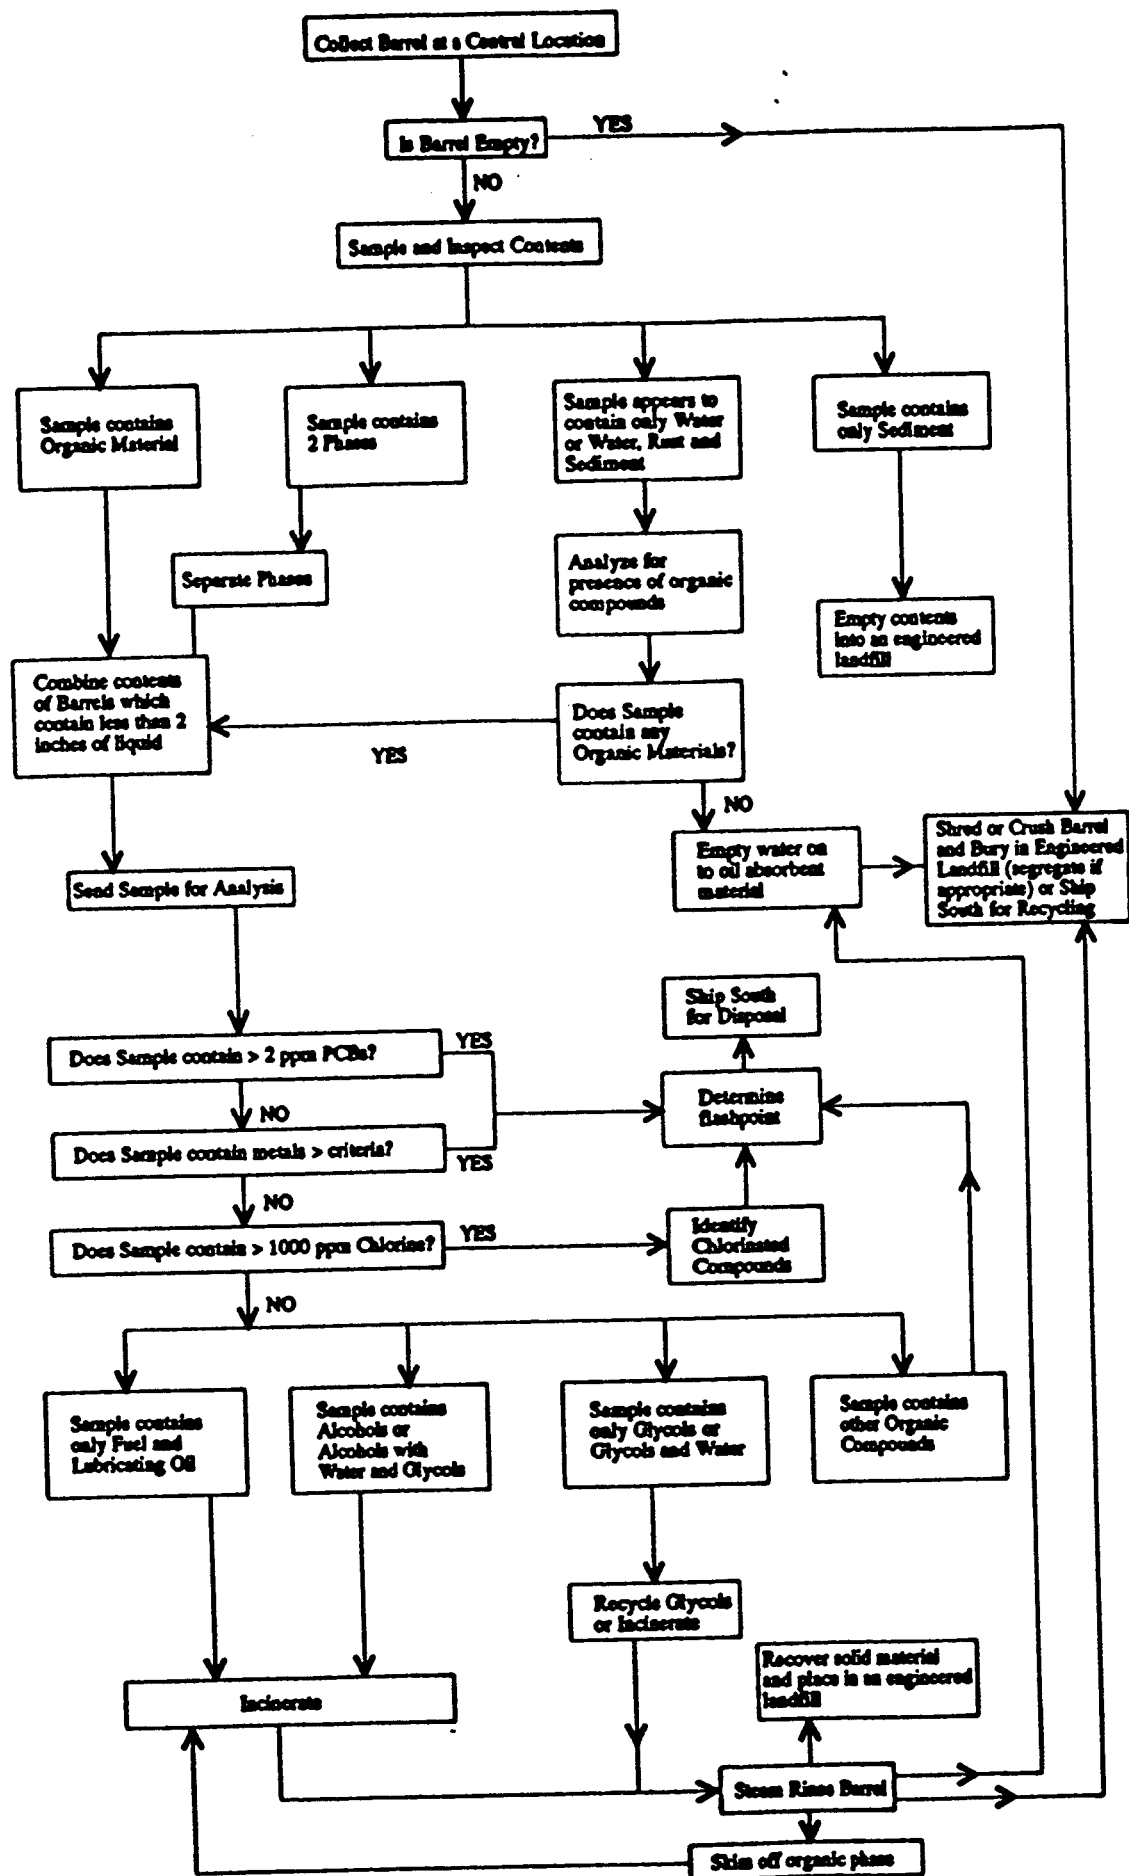 Collect Barrel at a Central Location
Is Barrel Empty?
YES
NO
Sample and Inspect Contents
Sample contains
Organic Material
Sample contains
2 Phases
Sample appears to
contain only Water
or Water, Rust and
Sediment
Sample contains
only Sediment
Separate Phases
Analyze for
presence of organic
compounds
Empty contents
into an engineered
landfill
Combine contents
of Barrels which
contain less than 2
inches of liquid
Does Sample
contain any
Organic Materials?
YES
NO
Send Sample for Analysis
Empty water on
to oil absorbent
material
Shred or Crush Barrel
and Bury in Engineered
Landfill (segregate if
appropriate) or Ship
South for Recycling
Ship South
for Disposal
Does Sample contain > 2 ppm PCBs?
YES
Determine
flashpoint
NO
Does Sample contain metals > criteria?
YES
NO
Does Sample contain > 1000 ppm Chlorine?
YES
Identify
Chlorinated
Compounds
NO
Sample contains
only Fuel and
Lubricating Oil
Sample contains
Alcohols or
Alcohols with
Water and Glycols
Sample contains
only Glycols or
Glycols and Water
Sample contains
other Organic
Compounds
Recycle Glycols
or Incinerate
Recover solid material
and place in an engineered
landfill
Incinerate
Steam Rinse Barrel
Skim off organic phase